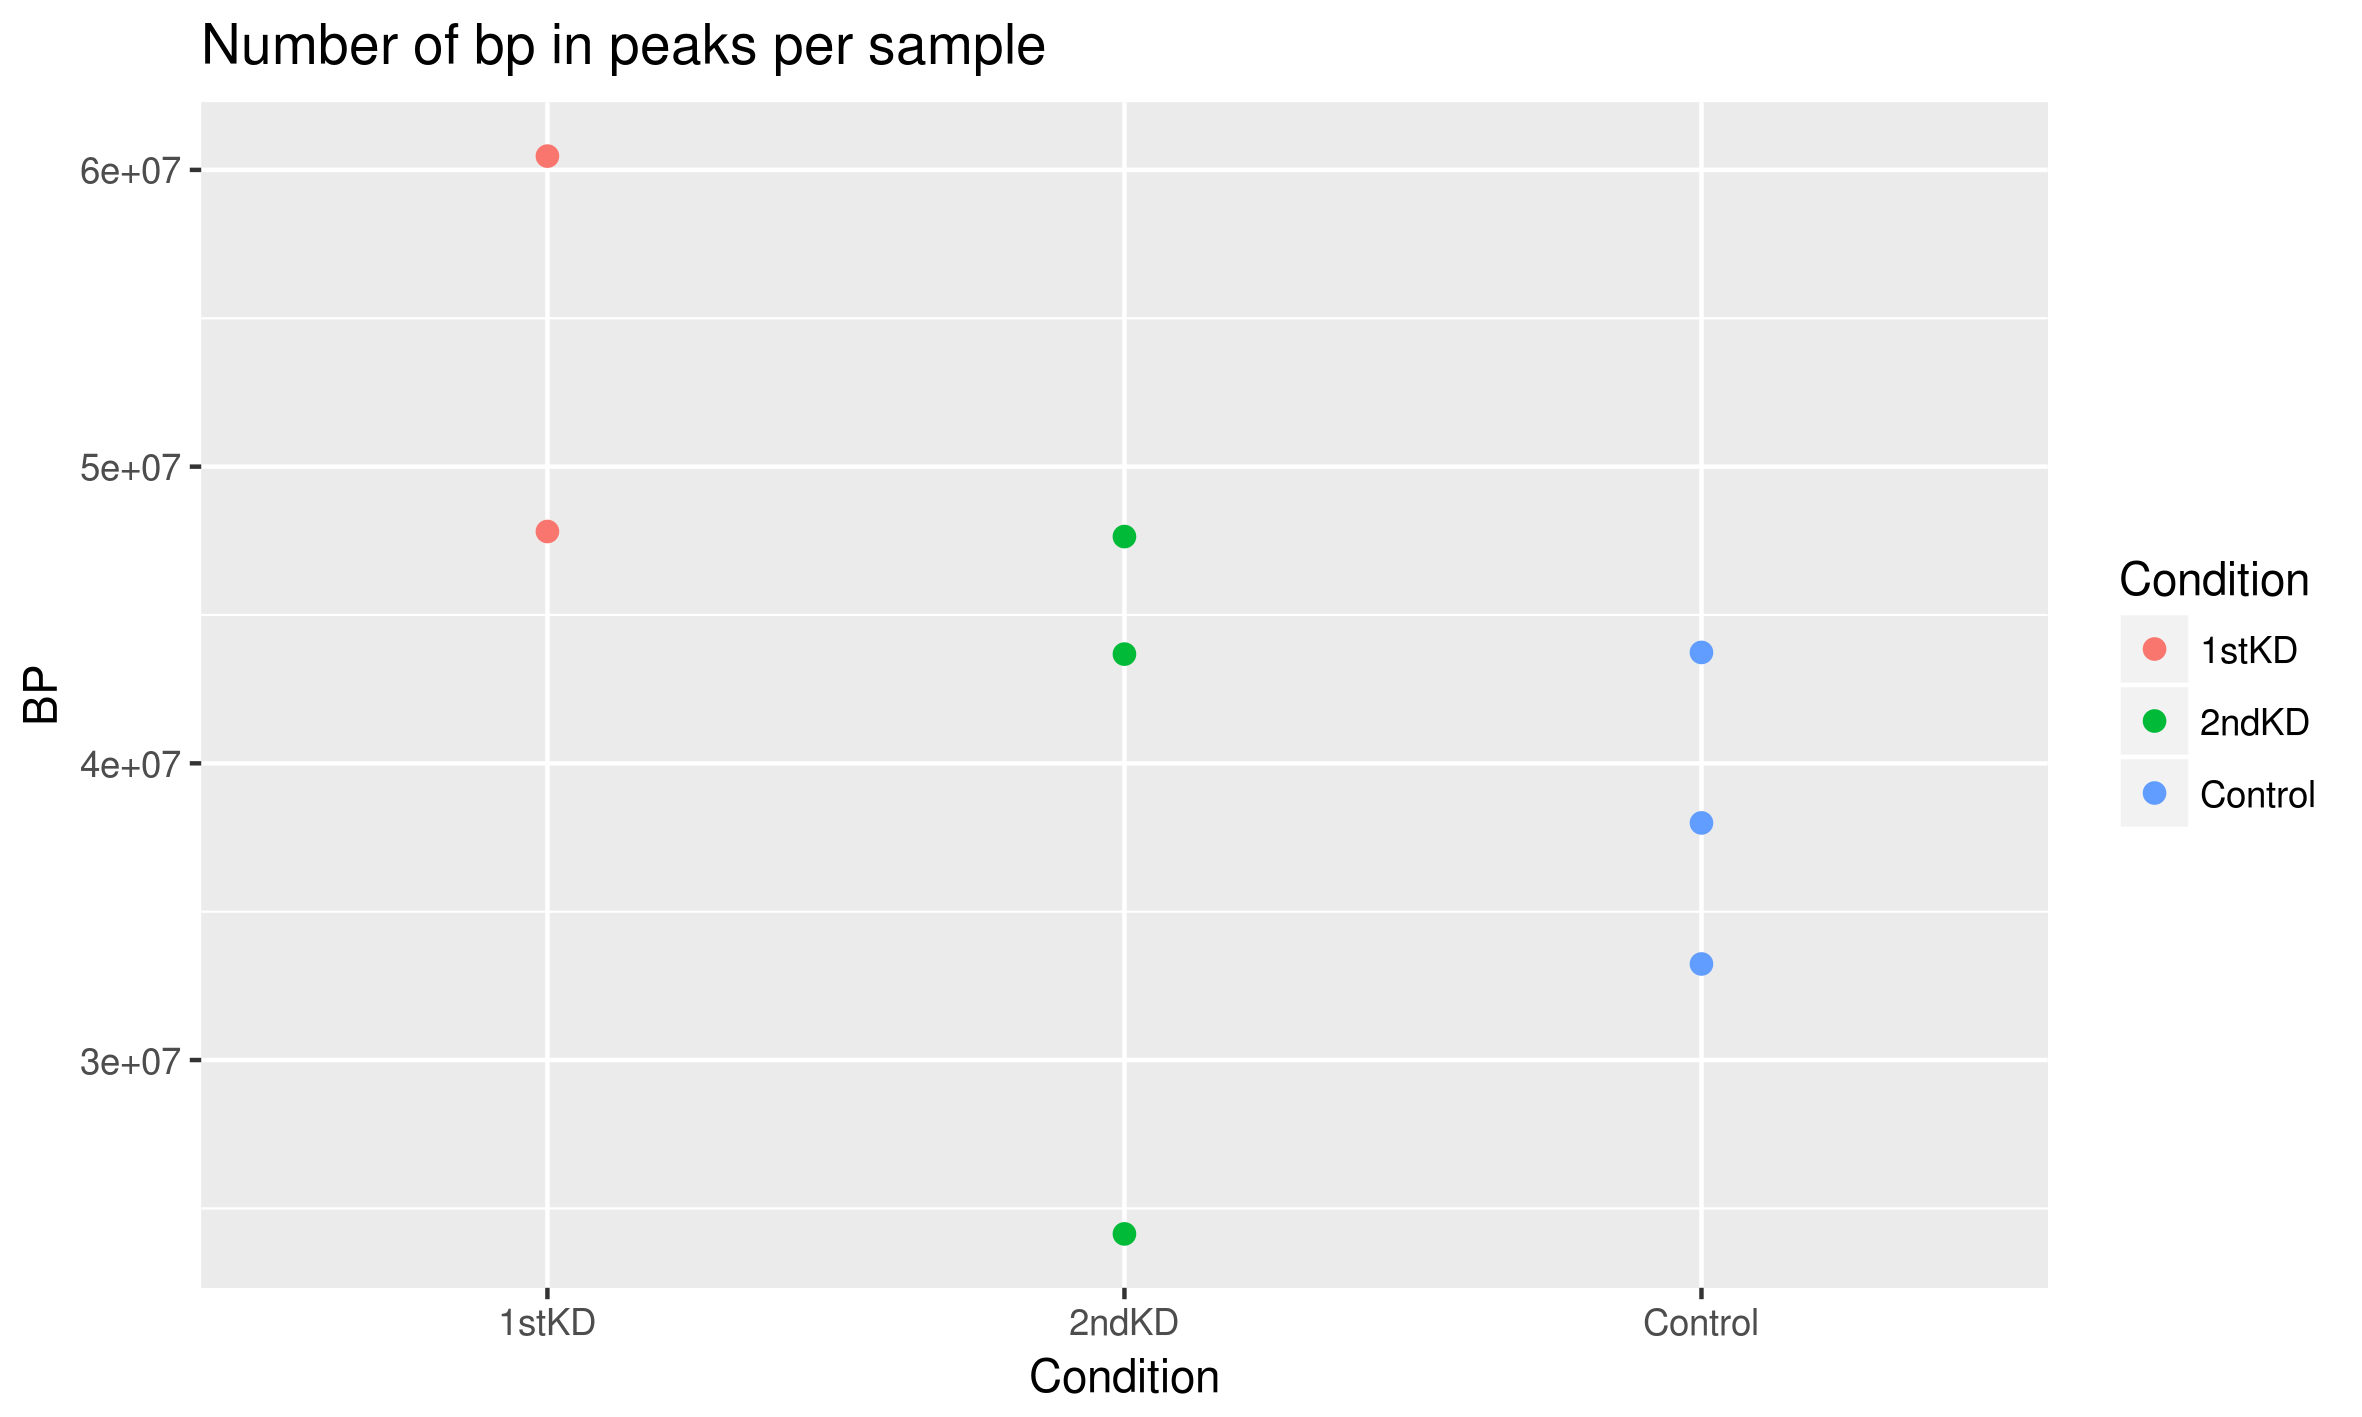 Number of bp in peaks per sample
6e+07
5e+07
4e+07
3e+07
BP
1stKD
2ndKD
Control
Condition
Condition
1stKD
2ndKD
Control